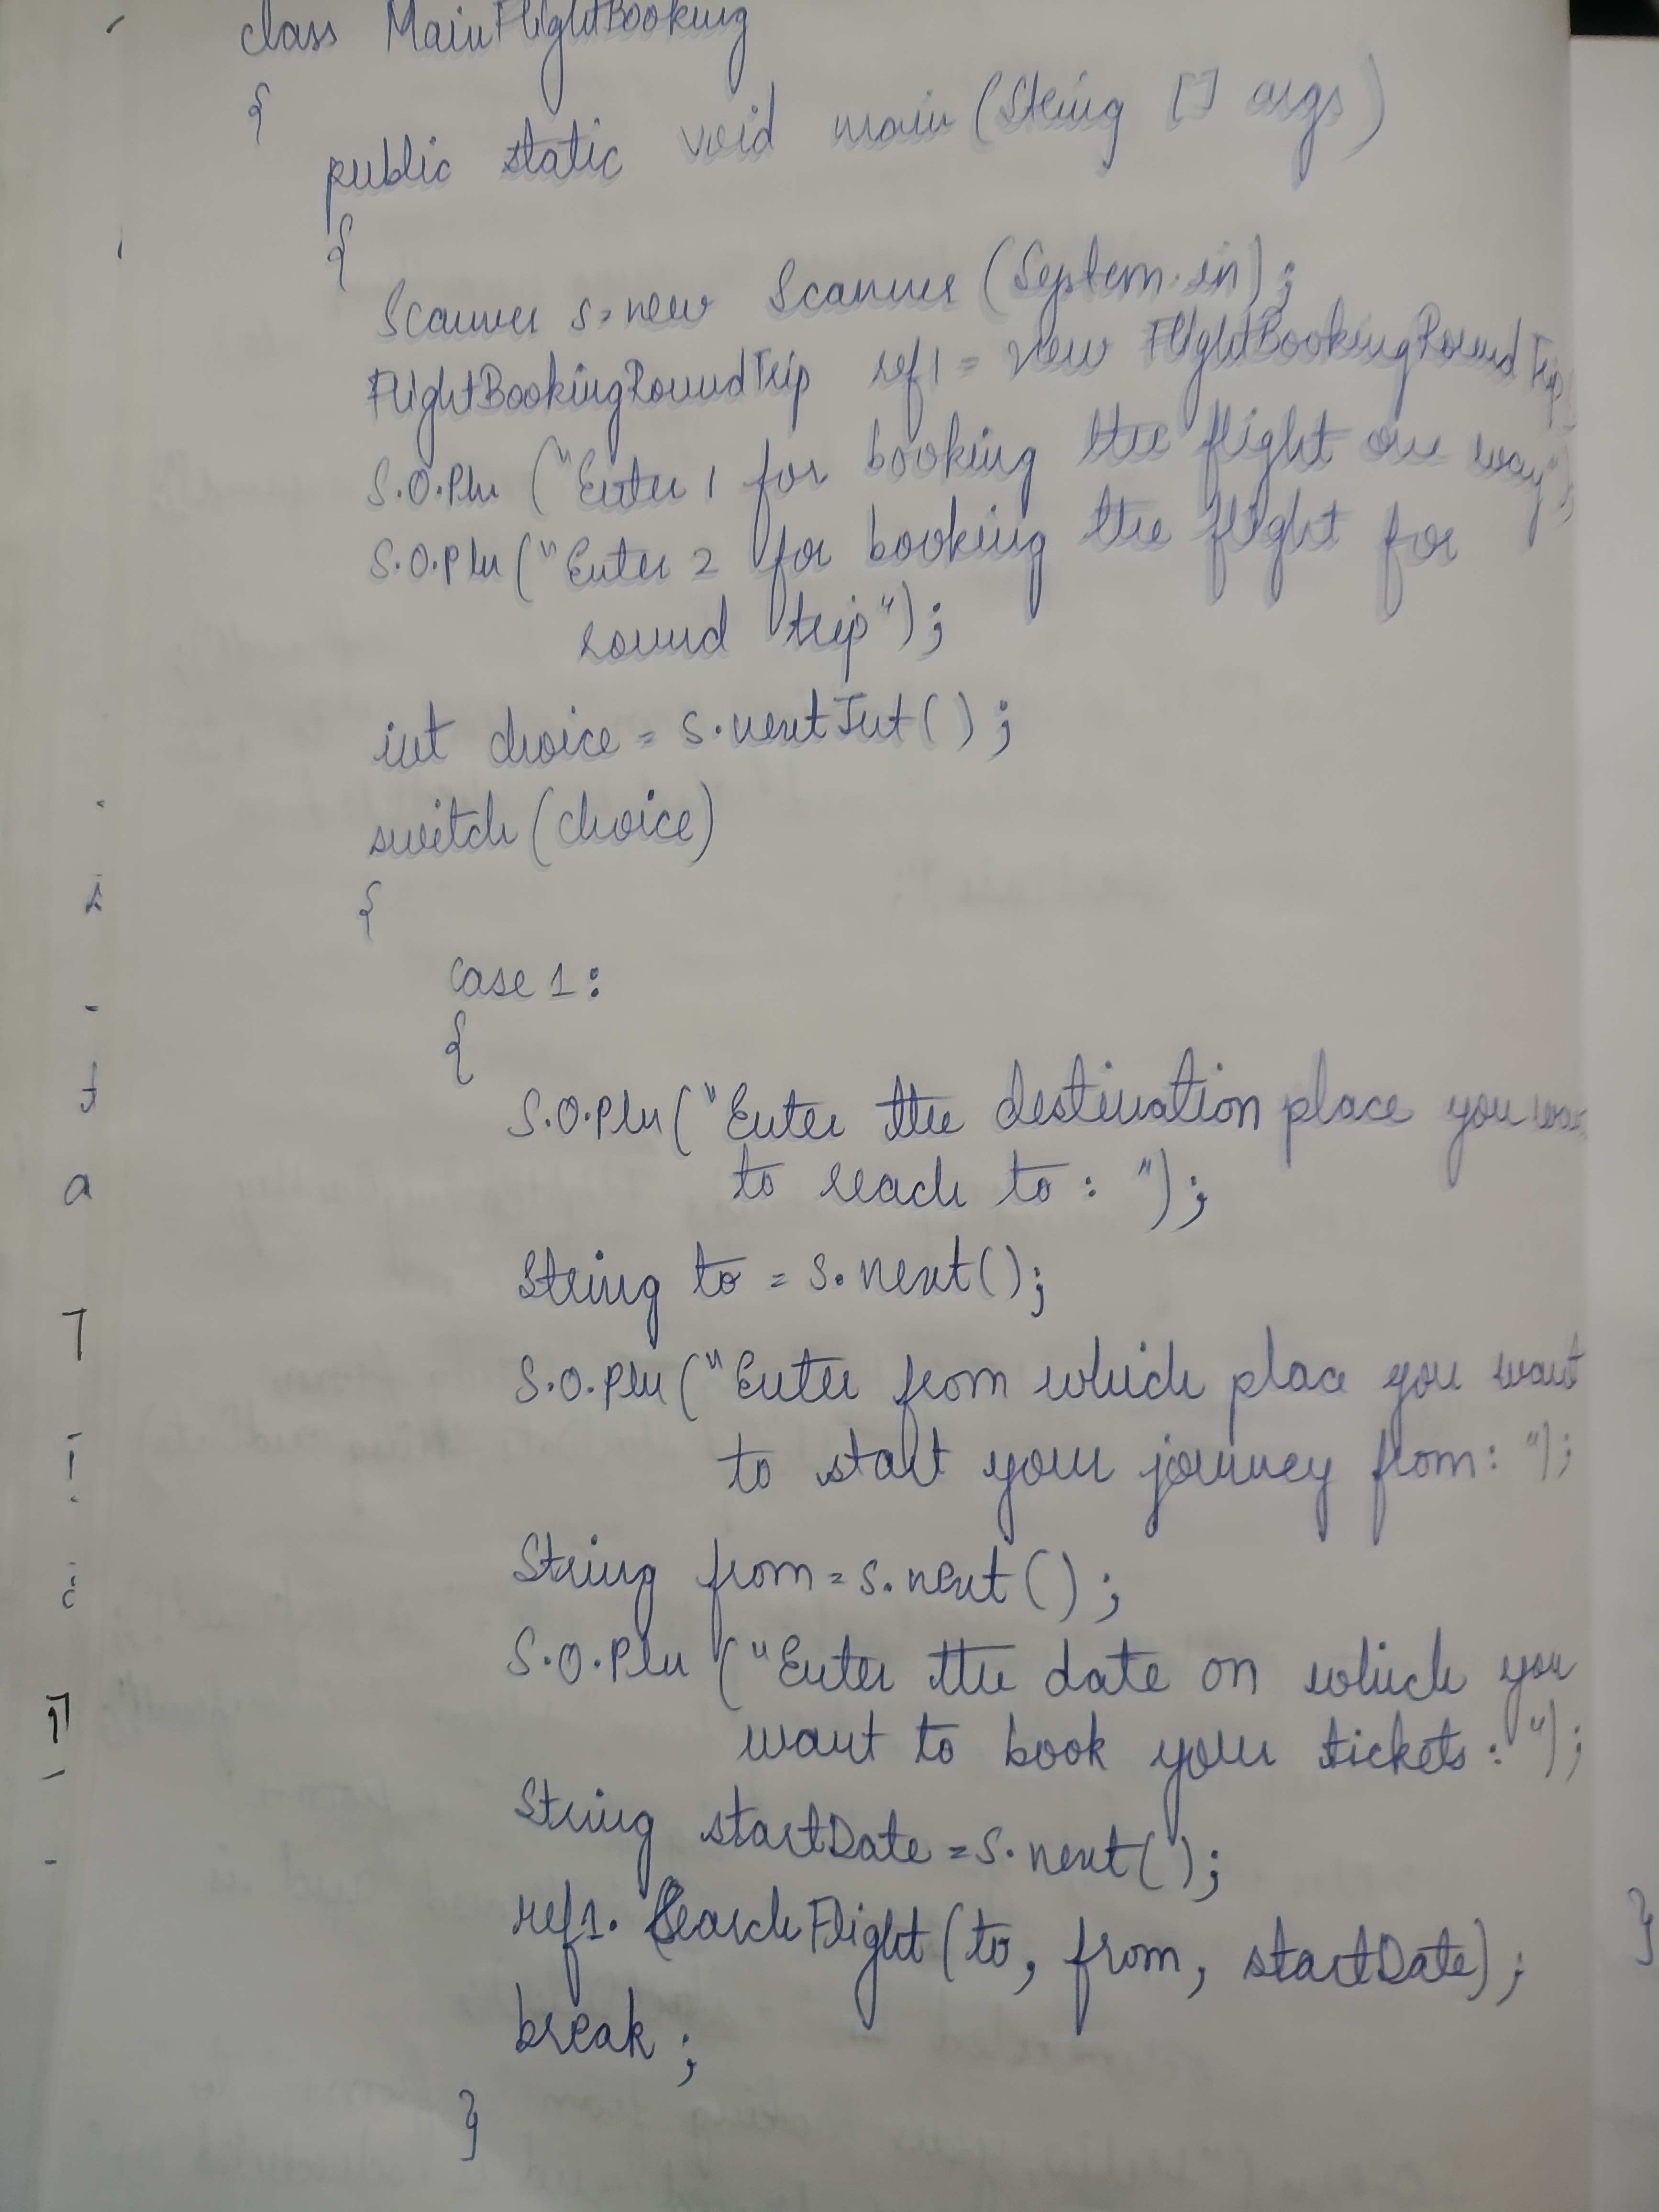 class MainFlightBooking
{
public static void main (String [] args)
{
Scanner s = new Scanner (Septem.in);
FlightBookingRoundTrip ref1 = new FlightBookingRoundTrip
S.O.Pln ("Enter 1 for booking the flight one way");
S.O.Pln ("Enter 2 for booking the flight for
round trip");
int choice = s.nextInt();
switch (choice)
{
case 1:
{
S.O.Pln ("Enter the destination place you
to reach to : ");
String to = s.next();
S.O.Pln ("Enter from which place you want
to start your journey from: ");
String from = s.next();
S.O.Pln ("Enter the date on which you
want to book your tickets: ");
String startDate = s.next();
ref1. SearchFlight (to, from, startDate);
break;
}
}